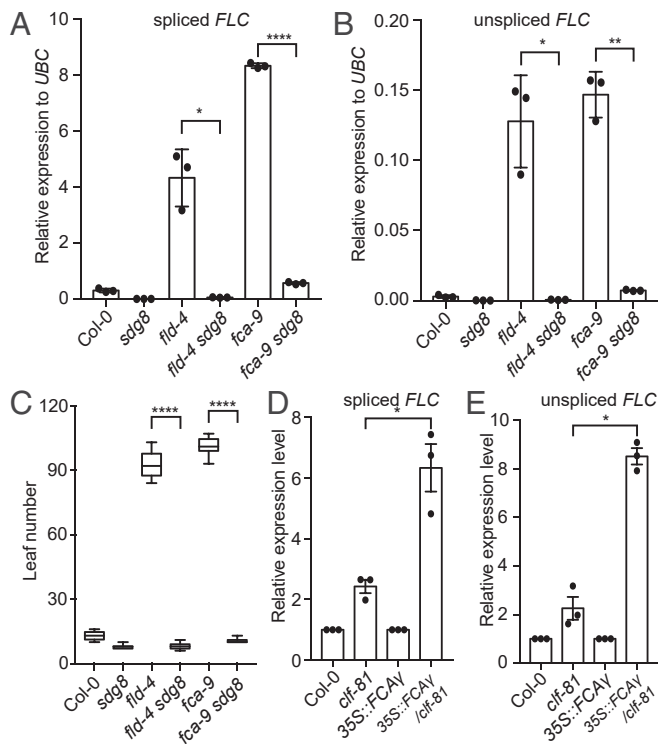 A
spliced FLC
Relative expression to UBC
10
8
6
4
2
0
*
****
Col-0
sdg8
fld-4
fld-4 sdg8
fca-9
fca-9 sdg8
B
unspliced FLC
Relative expression to UBC
0.20
0.15
0.10
0.05
0.00
*
**
Col-0
sdg8
fld-4
fld-4 sdg8
fca-9
fca-9 sdg8
C
Leaf number
120
90
60
30
0
****
****
Col-0
sdg8
fld-4
fld-4 sdg8
fca-9
fca-9 sdg8
D
spliced FLC
Relative expression level
8
6
4
2
0
*
Col-0
clf-81
35S::FCAγ
35S::FCAγ
/clf-81
E
unspliced FLC
Relative expression level
10
8
6
4
2
0
*
Col-0
clf-81
35S::FCAγ
35S::FCAγ
/clf-81